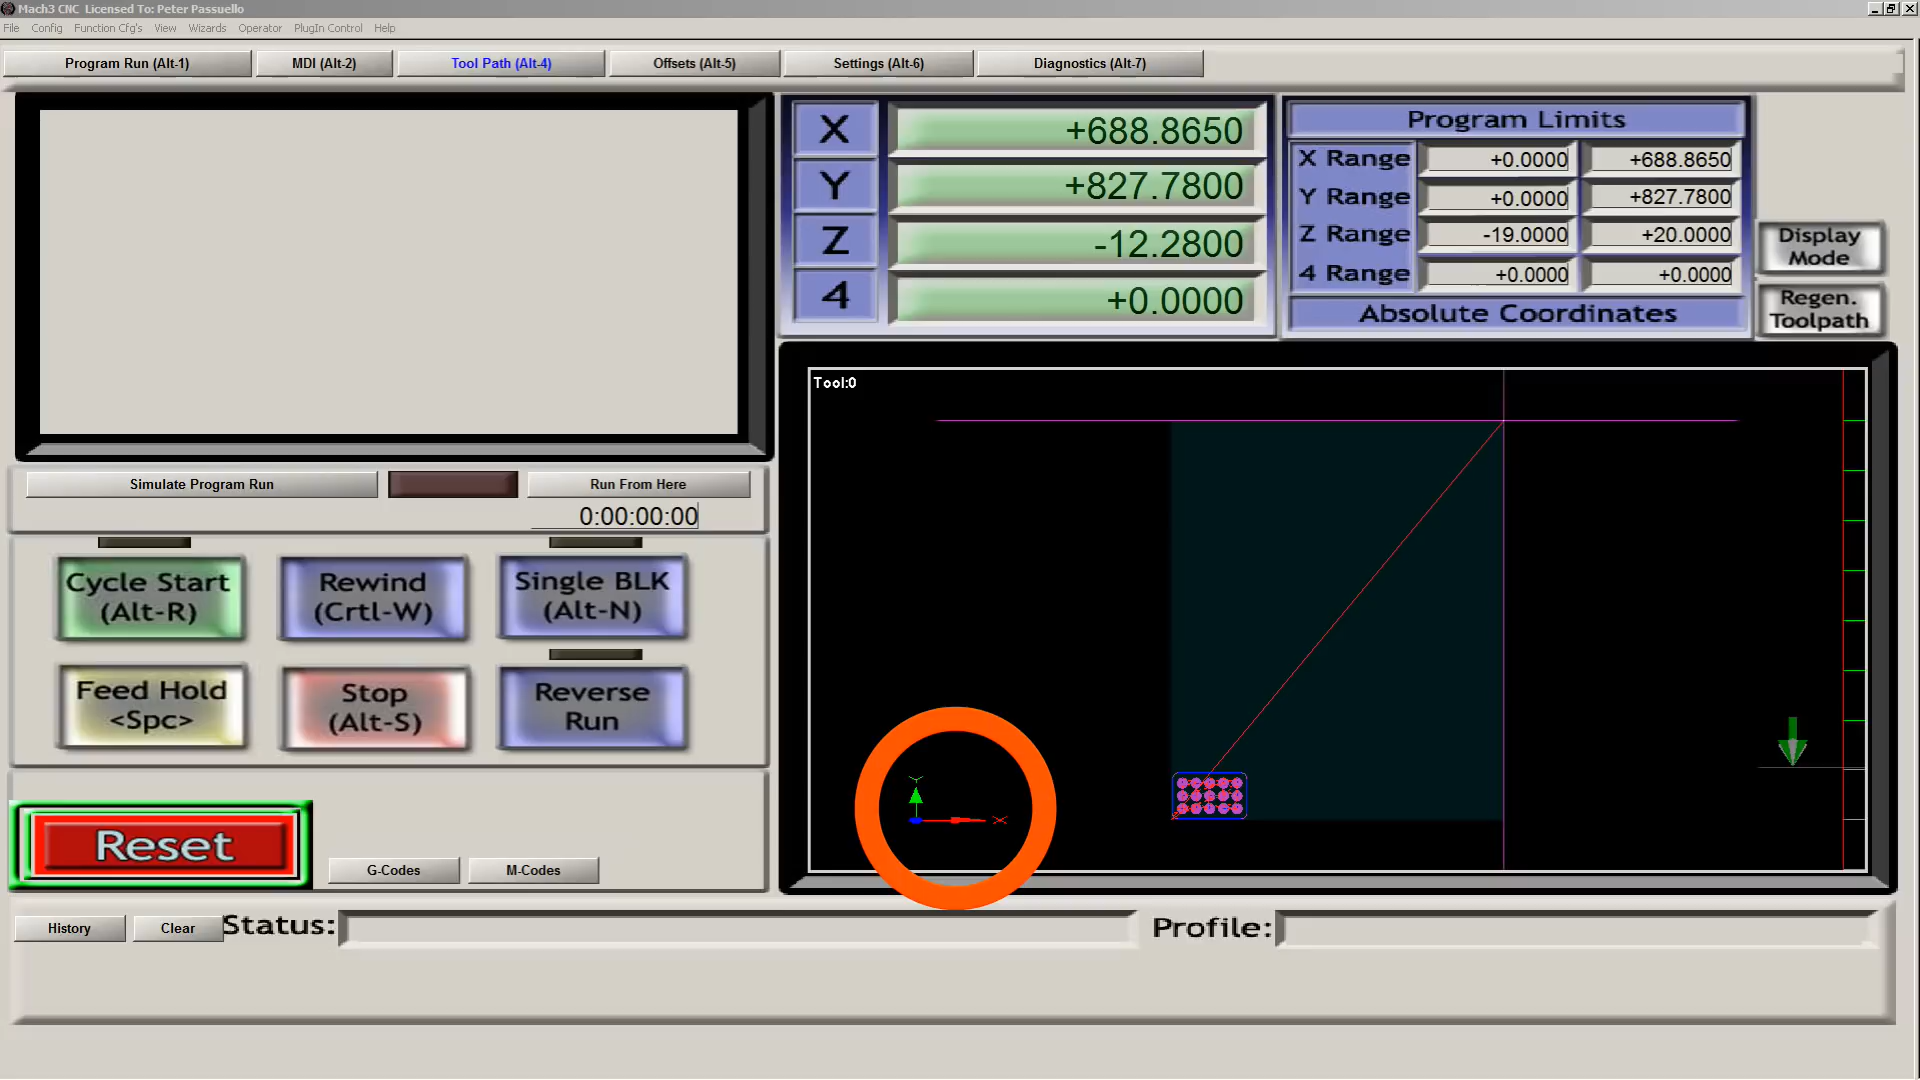 Mach3 CNC Licensed To: Peter Passuello
File Config Function Cfg's View Wizards Operator PlugIn Control Help
Program Run (Alt-1) MDI (Alt-2) Tool Path (Alt-4) Offsets (Alt-5) Settings (Alt-6) Diagnostics (Alt-7)
X +688.8650
Y +827.7800
Z -12.2800
4 +0.0000
Program Limits
X Range +0.0000 +688.8650
Y Range +0.0000 +827.7800
Z Range -19.0000 +20.0000
4 Range +0.0000 +0.0000
Absolute Coordinates
Display
Mode
Regen.
Toolpath
Tool:0
Y
X
Simulate Program Run Run From Here
0:00:00:00
Cycle Start
(Alt-R)
Rewind
(Crtl-W)
Single BLK
(Alt-N)
Feed Hold
<Spc>
Stop
(Alt-S)
Reverse
Run
Reset
G-Codes M-Codes
History Clear Status: Profile: